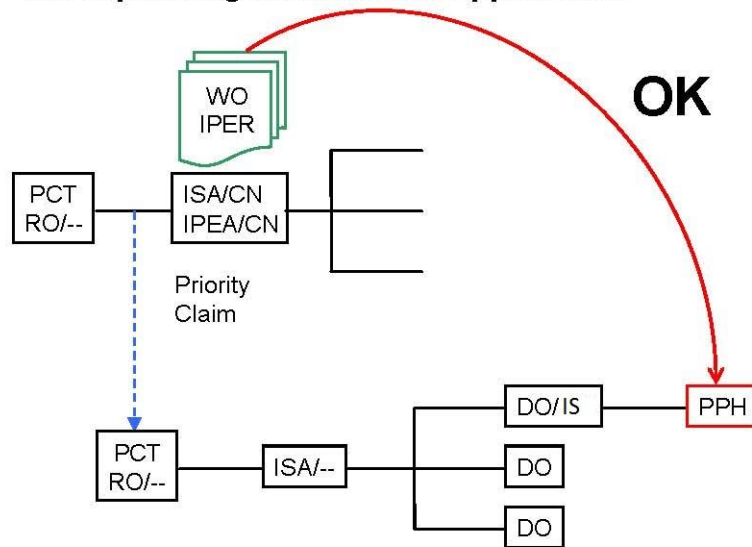 OK
WO
IPER
PCT
RO/--
ISA/CN
IPEA/CN
Priority
Claim
DO/IS
PPH
PCT
RO/--
ISA/--
DO
DO